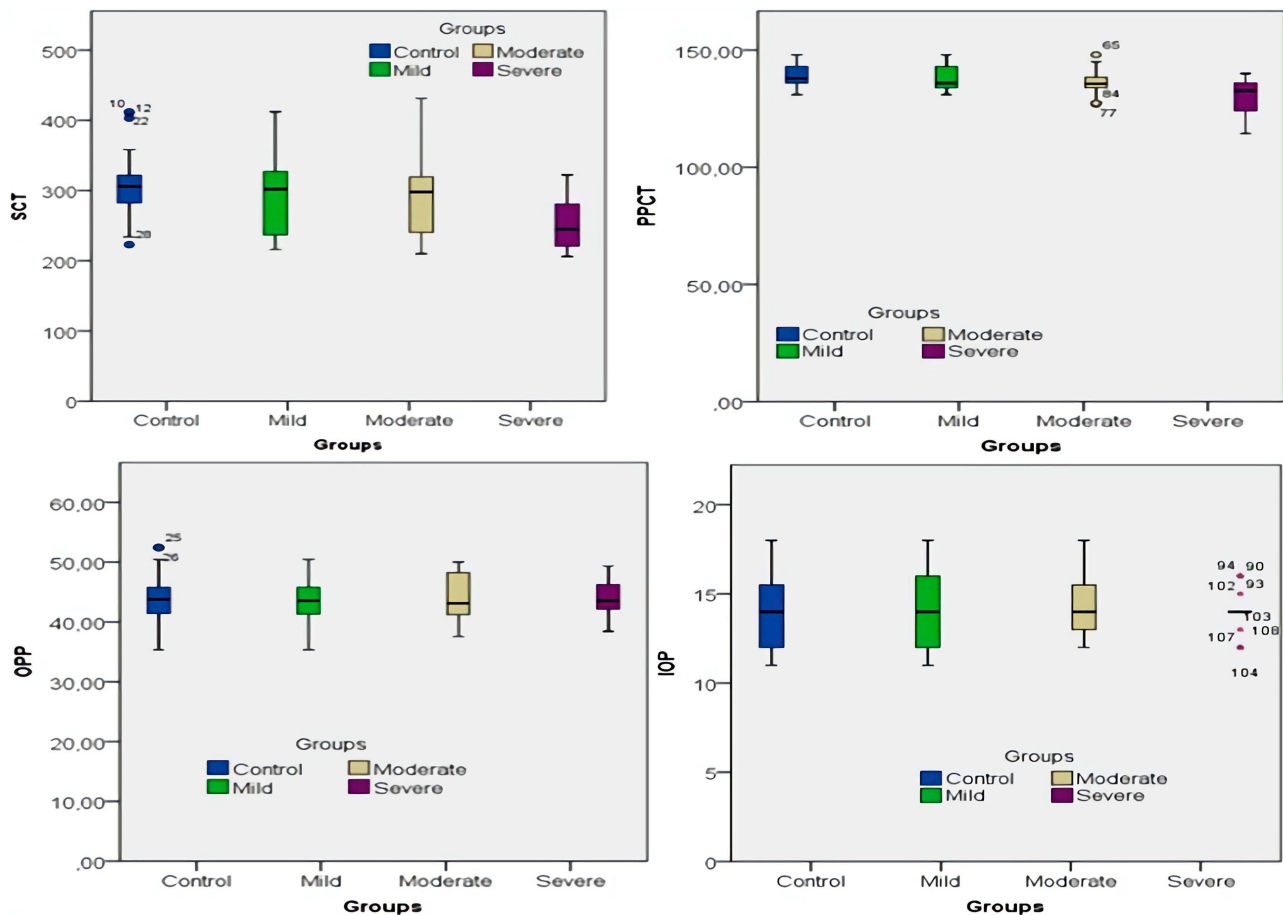 Groups
Control Moderate
Mild Severe
500
400
300
200
100
0
10 12
22
28
SCT
Control Mild Moderate Severe
Groups
150,00
100,00
50,00
,00
65
84
77
PPCT
Groups
Control Moderate
Mild Severe
Control Mild Moderate Severe
Groups
60,00
50,00
40,00
30,00
20,00
10,00
,00
25
26
OPP
Groups
Control Moderate
Mild Severe
Control Mild Moderate Severe
Groups
20
15
10
5
0
94 90
102 93
103
107 108
104
IOP
Groups
Control Moderate
Mild Severe
Control Mild Moderate Severe
Groups